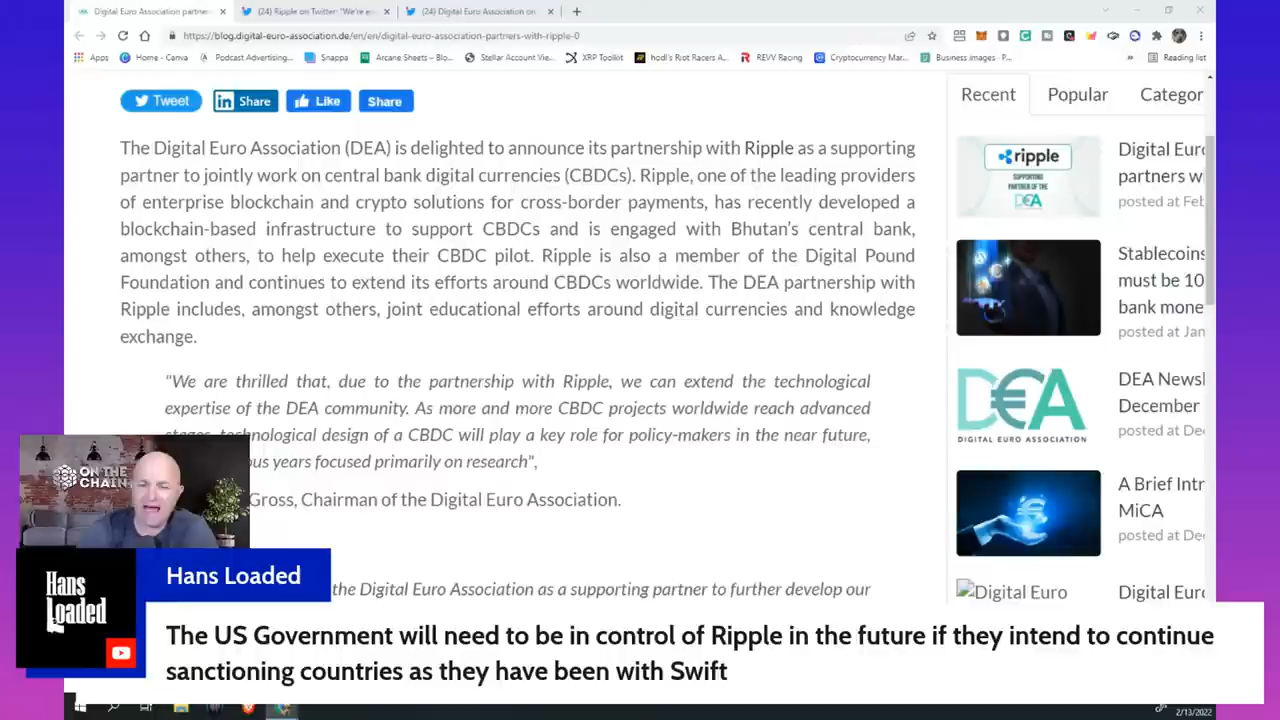 Digital Euro Association partner
(24) Ripple on Twitter: "We're e
(24) Digital Euro Association on
https://blog.digital-euro-association.de/en/en/digital-euro-association-partners-with-ripple-0
Apps
Home - Canva
Podcast Advertising...
Snappa
Arcane Sheets – Blo...
Stellar Account Vie...
XRP Toolkit
hodl's Riot Racers A...
REVV Racing
Cryptocurrency Mar...
Business images · P...
Reading list
Tweet
Share
Like
Share
The Digital Euro Association (DEA) is delighted to announce its partnership with Ripple as a supporting
partner to jointly work on central bank digital currencies (CBDCs). Ripple, one of the leading providers
of enterprise blockchain and crypto solutions for cross-border payments, has recently developed a
blockchain-based infrastructure to support CBDCs and is engaged with Bhutan's central bank,
amongst others, to help execute their CBDC pilot. Ripple is also a member of the Digital Pound
Foundation and continues to extend its efforts around CBDCs worldwide. The DEA partnership with
Ripple includes, amongst others, joint educational efforts around digital currencies and knowledge
exchange.
"We are thrilled that, due to the partnership with Ripple, we can extend the technological
expertise of the DEA community. As more and more CBDC projects worldwide reach advanced
technological design of a CBDC will play a key role for policy-makers in the near future,
years focused primarily on research",
Gross, Chairman of the Digital Euro Association.
the Digital Euro Association as a supporting partner to further develop our
Recent
Popular
Categor
ripple
SUPPORTING
PARTNER OF THE
DEA
Digital Euro
partners w
posted at Feb
Stablecoins
must be 10
bank mone
posted at Jan
DEA
DIGITAL EURO ASSOCIATION
DEA Newsl
December
posted at Dec
A Brief Intr
MiCA
posted at Dec
Digital Euro
Digital Euro
ON THE
CHAIN
Hans
Loaded
Hans Loaded
The US Government will need to be in control of Ripple in the future if they intend to continue
sanctioning countries as they have been with Swift
2/13/2022